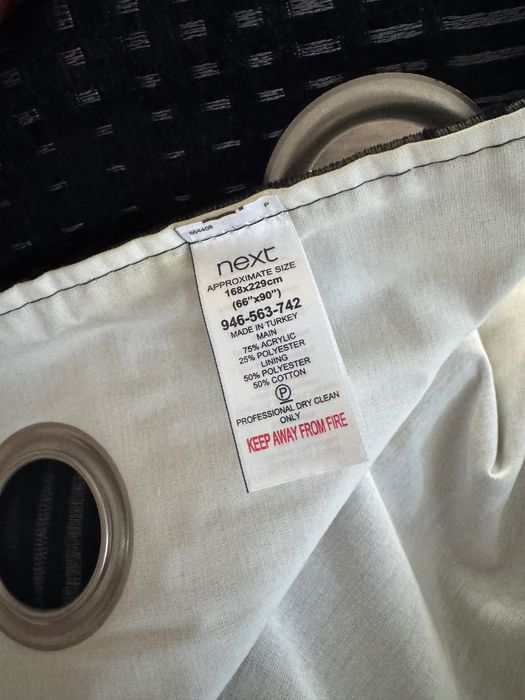 664406 P
next
APPROXIMATE SIZE
168x229cm
(66"x90")
946-563-742
MADE IN TURKEY
MAIN
75% ACRYLIC
25% POLYESTER
LINING
50% POLYESTER
50% COTTON
P
PROFESSIONAL DRY CLEAN
ONLY
KEEP AWAY FROM FIRE